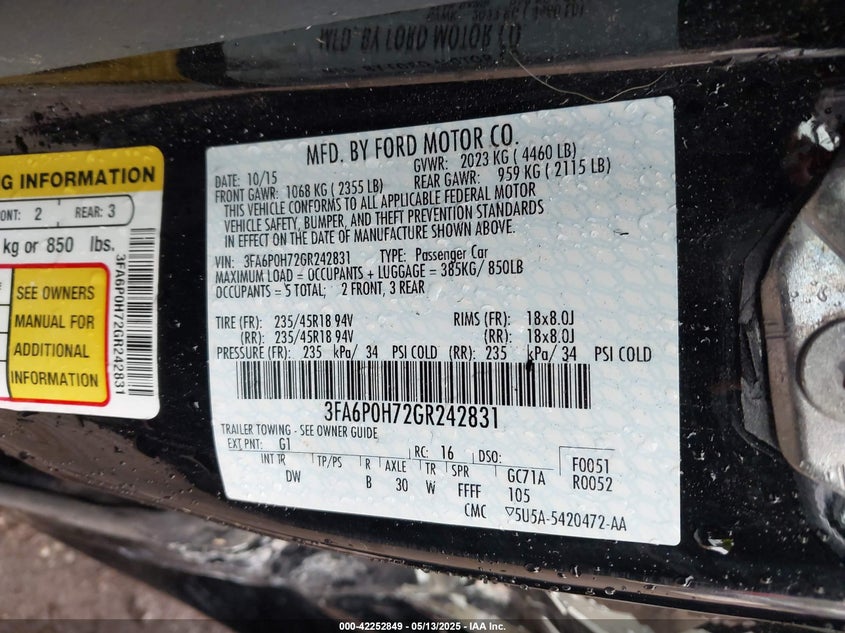 G INFORMATION
ONT: 2 REAR: 3
kg or 850 lbs.
SEE OWNERS
MANUAL FOR
ADDITIONAL
INFORMATION
3FA6P0H72GR242831
MFD. BY FORD MOTOR CO.
DATE: 10/15 GVWR: 2023 KG ( 4460 LB)
FRONT GAWR: 1068 KG ( 2355 LB) REAR GAWR: 959 KG ( 2115 LB)
THIS VEHICLE CONFORMS TO ALL APPLICABLE FEDERAL MOTOR
VEHICLE SAFETY, BUMPER, AND THEFT PREVENTION STANDARDS
IN EFFECT ON THE DATE OF MANUFACTURE SHOWN ABOVE.
VIN: 3FA6P0H72GR242831 TYPE: Passenger Car
MAXIMUM LOAD = OCCUPANTS + LUGGAGE = 385KG/ 850LB
OCCUPANTS = 5 TOTAL; 2 FRONT, 3 REAR
TIRE (FR): 235/45R18 94V RIMS (FR): 18x8.0J
(RR): 235/45R18 94V (RR): 18x8.0J
PRESSURE (FR): 235 kPa/ 34 PSI COLD (RR): 235 kPa/ 34 PSI COLD
3FA6P0H72GR242831
TRAILER TOWING - SEE OWNER GUIDE
EXT PNT: G1 RC: 16 DSO: F0051
INT TR TP/PS R AXLE TR SPR GC71A R0052
DW B 30 W FFFF 105
CMC ▽5U5A-5420472-AA
000-42252849 - 05/13/2025 - IAA Inc.